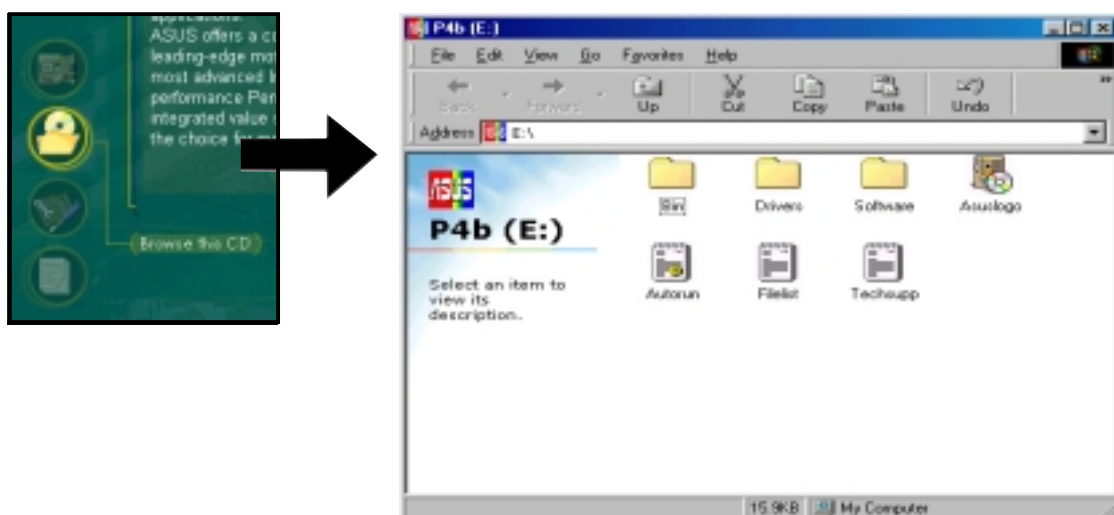 applications.
ASUS offers a c
leading-edge mo
most advanced
performance Pen
integrated value
the choice
Browse this CD
P4b (E:)
File Edit View Go Favorites Help
Back Forward Up Cut Copy Paste Undo
Address E:\
ASUS
P4b (E:)
Select an item to
view its
description.
Bin Drivers Software Asuslogo
Autorun Filelist Techsupp
15.9KB My Computer